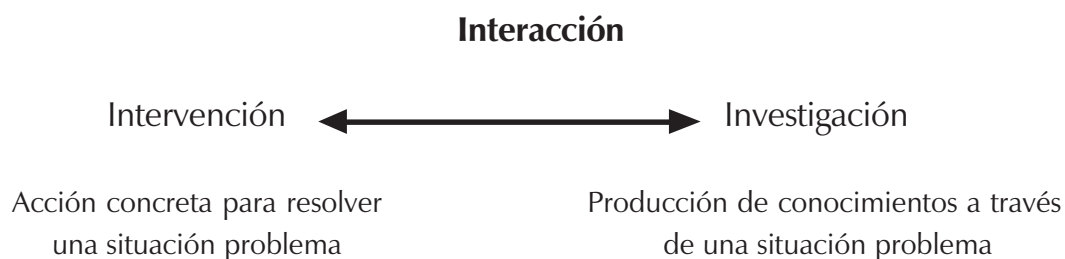 Interacción
Intervención Investigación
Acción concreta para resolver
una situación problema
Producción de conocimientos a través
de una situación problema